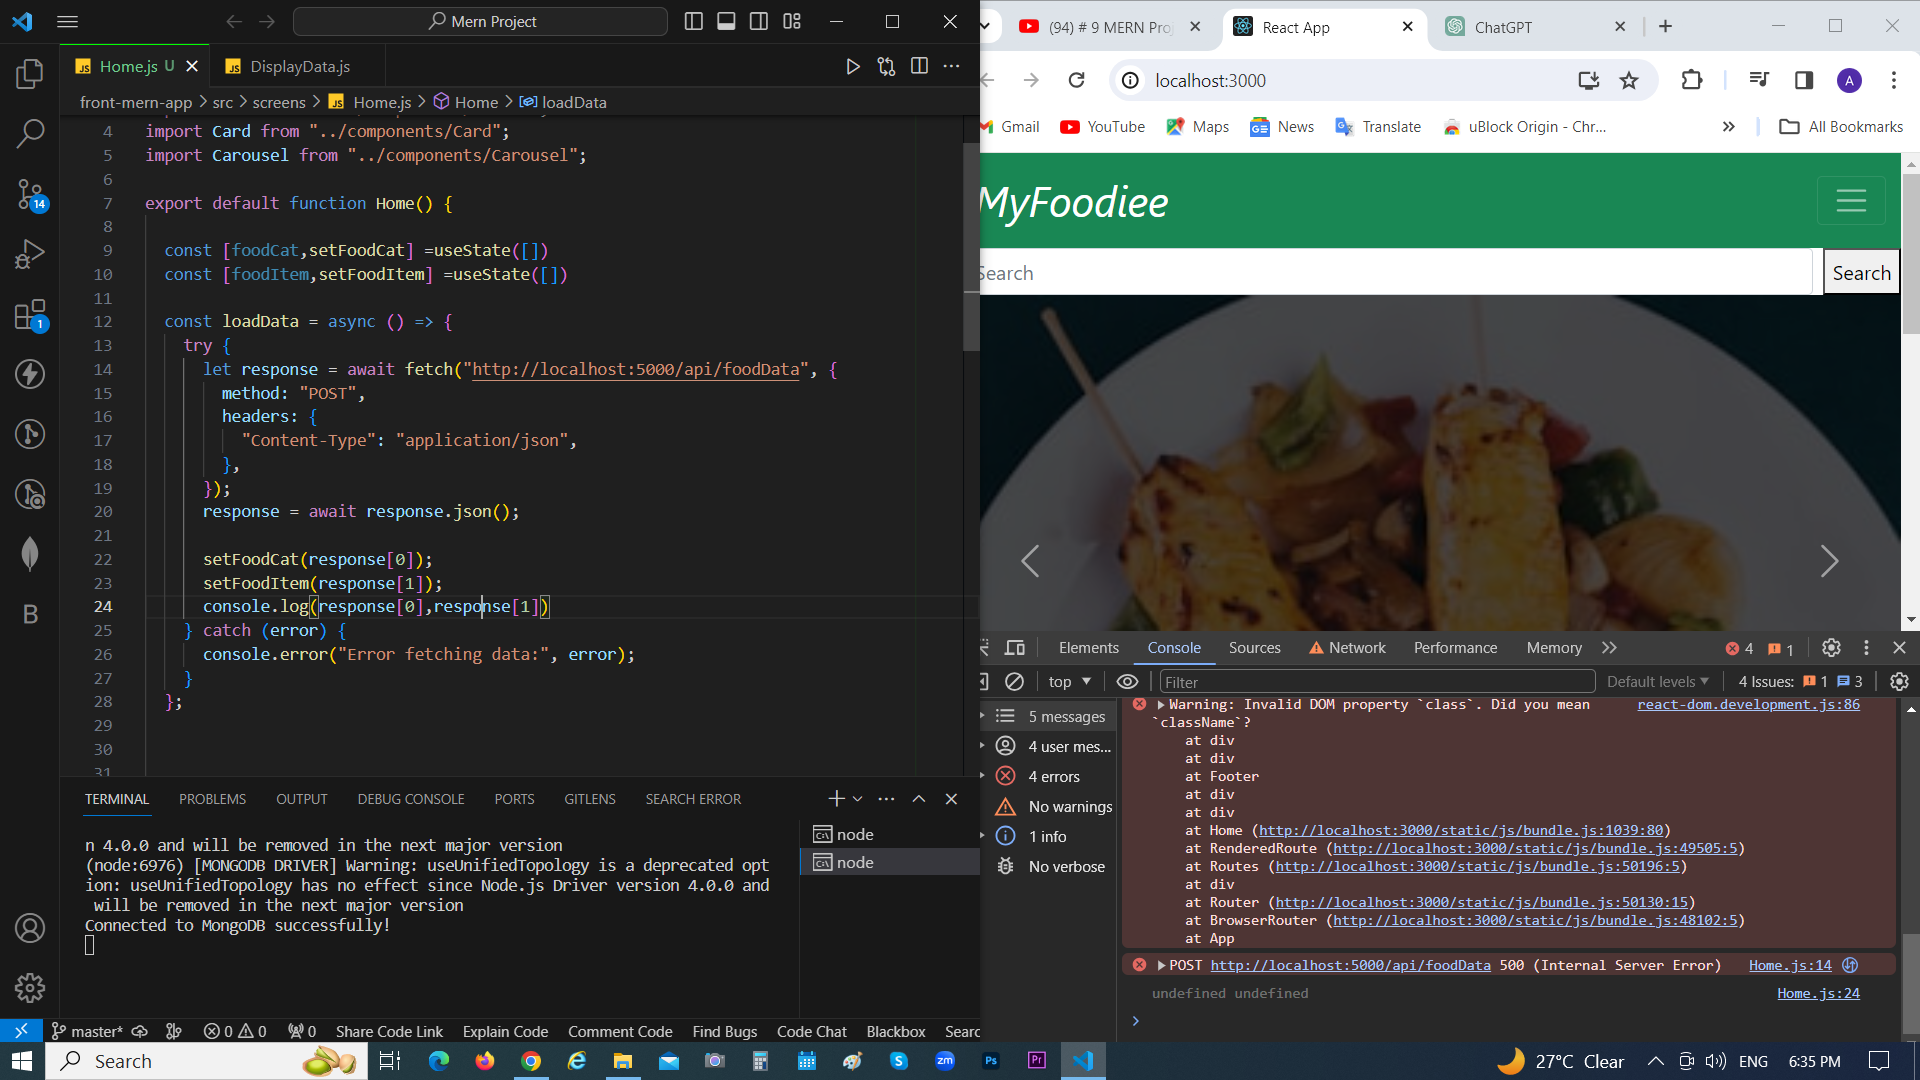 Mern Project
Home.js U
DisplayData.js
front-mern-app > src > screens > Home.js > Home > loadData
4 import Card from "../components/Card";
5 import Carousel from "../components/Carousel";
6
7 export default function Home() {
8
9 const [foodCat,setFoodCat] =useState([])
10 const [foodItem,setFoodItem] =useState([])
11
12 const loadData = async () => {
13 try {
14 let response = await fetch("http://localhost:5000/api/foodData", {
15 method: "POST",
16 headers: {
17 "Content-Type": "application/json",
18 },
19 });
20 response = await response.json();
21
22 setFoodCat(response[0]);
23 setFoodItem(response[1]);
24 console.log(response[0],response[1])
25 } catch (error) {
26 console.error("Error fetching data:", error);
27 }
28 };
29
30
31
14
1
B
TERMINAL PROBLEMS OUTPUT DEBUG CONSOLE PORTS GITLENS SEARCH ERROR
n 4.0.0 and will be removed in the next major version
(node:6976) [MONGODB DRIVER] Warning: useUnifiedTopology is a deprecated opt
ion: useUnifiedTopology has no effect since Node.js Driver version 4.0.0 and
will be removed in the next major version
Connected to MongoDB successfully!
node
node
master* 0 0 0 Share Code Link Explain Code Comment Code Find Bugs Code Chat Blackbox Searc
(94) # 9 MERN Pro
React App
ChatGPT
localhost:3000
A
Gmail YouTube Maps News Translate uBlock Origin - Chr... » All Bookmarks
MyFoodiee
Search
Search
Elements Console Sources Network Performance Memory 4 1
top Filter Default levels 4 Issues: 1 3
5 messages
4 user mes...
4 errors
No warnings
1 info
No verbose
Warning: Invalid DOM property `class`. Did you mean react-dom.development.js:86
`className`?
at div
at div
at Footer
at div
at div
at Home (http://localhost:3000/static/js/bundle.js:1039:80)
at RenderedRoute (http://localhost:3000/static/js/bundle.js:49505:5)
at Routes (http://localhost:3000/static/js/bundle.js:50196:5)
at div
at Router (http://localhost:3000/static/js/bundle.js:50130:15)
at BrowserRouter (http://localhost:3000/static/js/bundle.js:48102:5)
at App
POST http://localhost:5000/api/foodData 500 (Internal Server Error) Home.js:14
undefined undefined Home.js:24
Search
zm
Ps
Pr
27°C Clear
ENG
6:35 PM